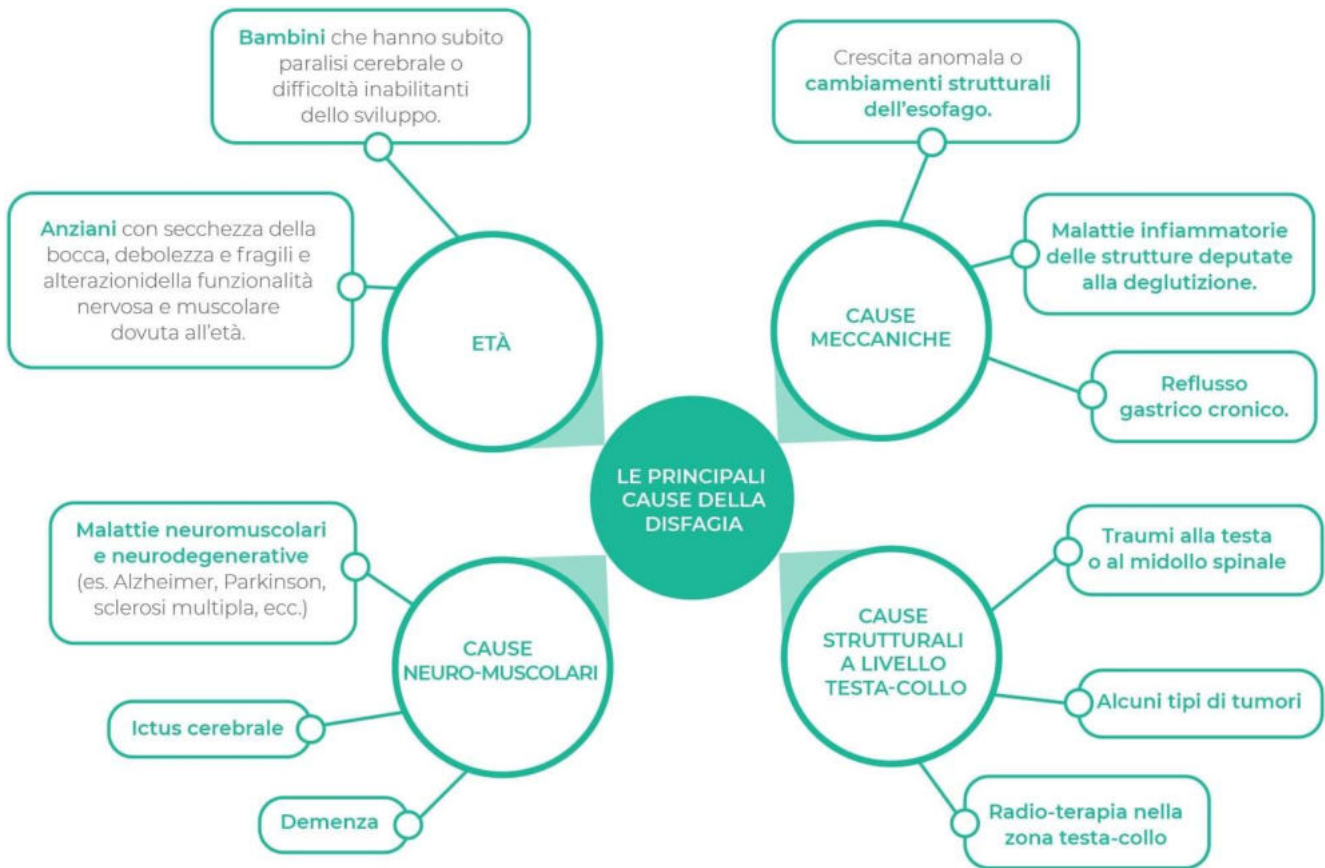 Bambini che hanno subito
paralisi cerebrale o
difficoltà inabilitanti
dello sviluppo.
Anziani con secchezza della
bocca, debolezza e fragili e
alterazionidella funzionalità
nervosa e muscolare
dovuta all'età.
ETÀ
Crescita anomala o
cambiamenti strutturali
dell'esofago.
Malattie infiammatorie
delle strutture deputate
alla deglutizione.
Reflusso
gastrico cronico.
CAUSE
MECCANICHE
LE PRINCIPALI
CAUSE DELLA
DISFAGIA
Malattie neuromuscolari
e neurodegenerative
(es. Alzheimer, Parkinson,
sclerosi multipla, ecc.)
Ictus cerebrale
Demenza
CAUSE
NEURO-MUSCOLARI
CAUSE
STRUTTURALI
A LIVELLO
TESTA-COLLO
Traumi alla testa
o al midollo spinale
Alcuni tipi di tumori
Radio-terapia nella
zona testa-collo